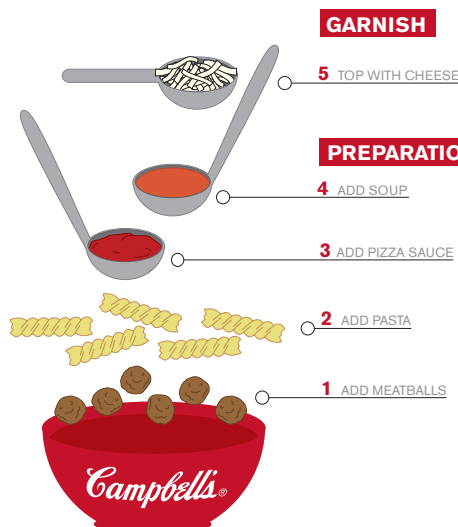 GARNISH
5 TOP WITH CHEESE
PREPARATIO
4 ADD SOUP
3 ADD PIZZA SAUCE
2 ADD PASTA
1 ADD MEATBALLS
Campbell's®